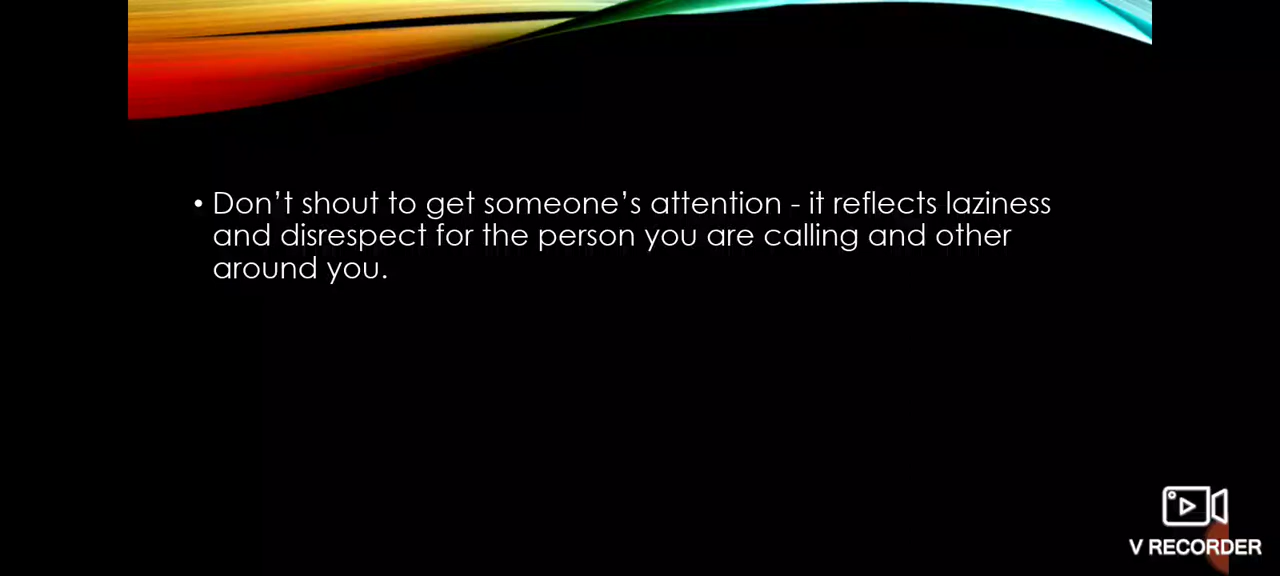 • Don't shout to get someone's attention - it reflects laziness
and disrespect for the person you are calling and other
around you.
V RECORDER